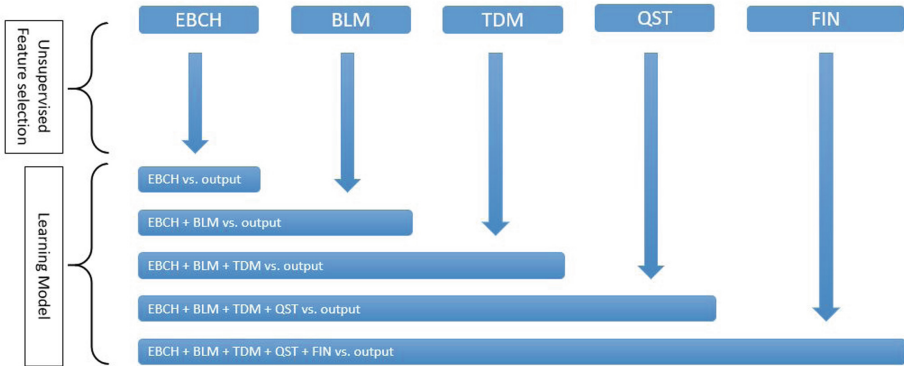 EBCH
BLM
TDM
QST
FIN
Unsupervised
Feature selection
EBCH vs. output
EBCH + BLM vs. output
EBCH + BLM + TDM vs. output
EBCH + BLM + TDM + QST vs. output
EBCH + BLM + TDM + QST + FIN vs. output
Learning Model